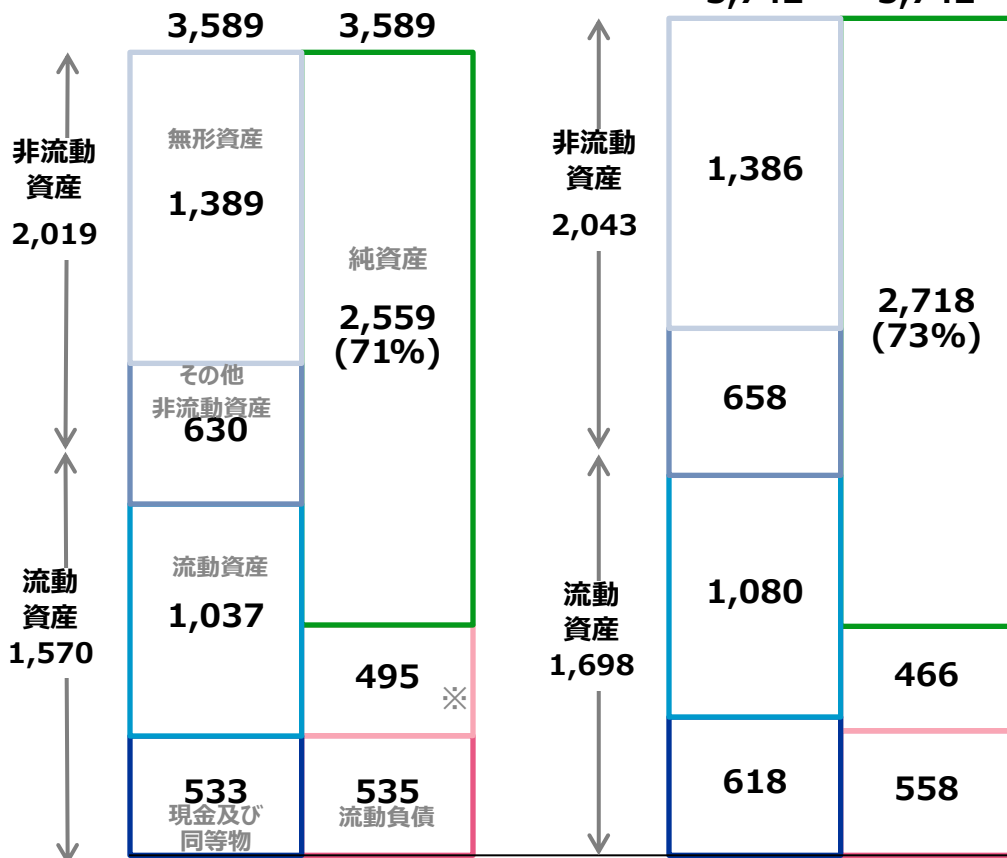 3,589
3,589
非流動
資産
2,019
無形資産
1,389
純資産
2,559
(71%)
その他
非流動資産
630
流動
資産
1,570
流動資産
1,037
495
※
533
現金及び
同等物
535
流動負債
非流動
資産
2,043
1,386
2,718
(73%)
658
流動
資産
1,698
1,080
466
618
558